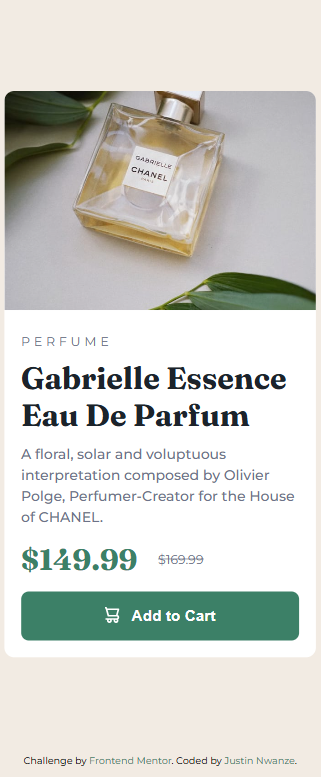 GABRIELLE
CHANEL
PARIS
PERFUME
Gabrielle Essence
Eau De Parfum
A floral, solar and voluptuous
interpretation composed by Olivier
Polge, Perfumer-Creator for the House
of CHANEL.
$149.99 $169.99
Add to Cart
Challenge by Frontend Mentor. Coded by Justin Nwanze.